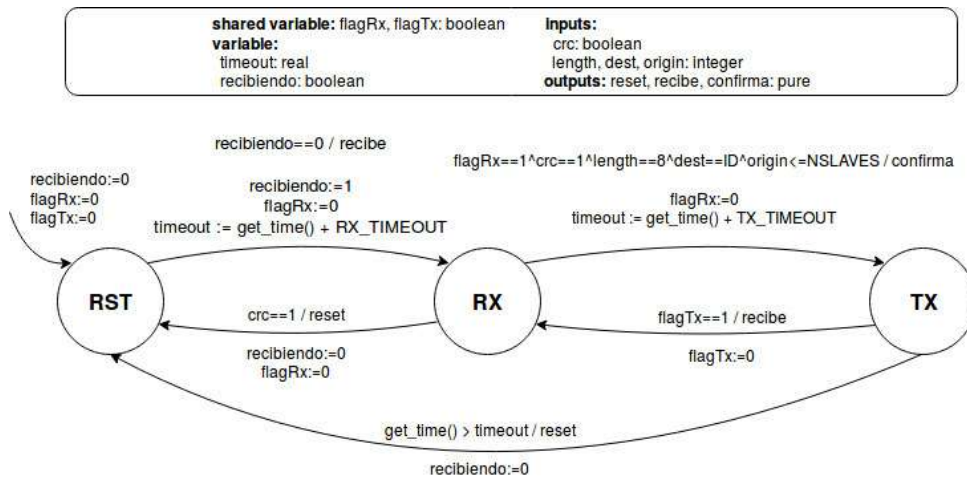 shared variable: flagRx, flagTx: boolean
variable:
timeout: real
recibiendo: boolean
Inputs:
crc: boolean
length, dest, origin: integer
outputs: reset, recibe, confirma: pure
recibiendo==0 / recibe
flagRx==1^crc==1^length==8^dest==ID^origin<=NSLAVES / confirma
recibiendo:=0
flagRx:=0
flagTx:=0
recibiendo:=1
flagRx:=0
timeout := get_time() + RX_TIMEOUT
flagRx:=0
timeout := get_time() + TX_TIMEOUT
RST
RX
TX
crc==1 / reset
recibiendo:=0
flagRx:=0
flagTx==1 / recibe
flagTx:=0
get_time() > timeout / reset
recibiendo:=0